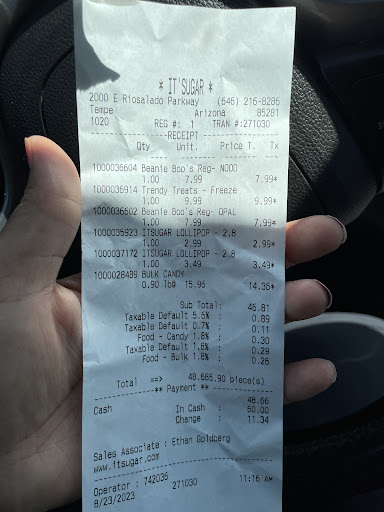 * IT'SUGAR *
2000 E Riosalado Parkway (646) 216-8286
Tempe Arizona 85281
1020 REG #: 1 TRAN #:271030
RECEIPT
Qty Unit. Price T. Tx
1000036604 Beanie Boo's Reg- NOOD
1.00 7.99 7.99*
1000036914 Trendy Treats - Freeze
1.00 9.99 9.99*
1000036602 Beanie Boo's Reg- OPAL
1.00 7.99 7.99*
1000035923 ITSUGAR LOLLIPOP - 2.8
1.00 2.99 2.99*
1000037172 ITSUGAR LOLLIPOP - 2.8
1.00 3.49 3.49*
1000028489 BULK CANDY
0.90 lb# 15.96 14.36*
Sub Total: 46.81
Taxable Default 5.6% : 0.89
Taxable Default 0.7% : 0.11
Food - Candy 1.8% : 0.30
Taxable Default 1.8% : 0.29
Food - Bulk 1.8% : 0.26
Total ==> 48.665.90 piece(s)
** Payment **
48.66
Cash In Cash : 60.00
Change : 11.34
Sales Associate : Ethan Goldberg
www.itsugar.com
Operator : 742036 11:16 AM
8/23/2023 271030